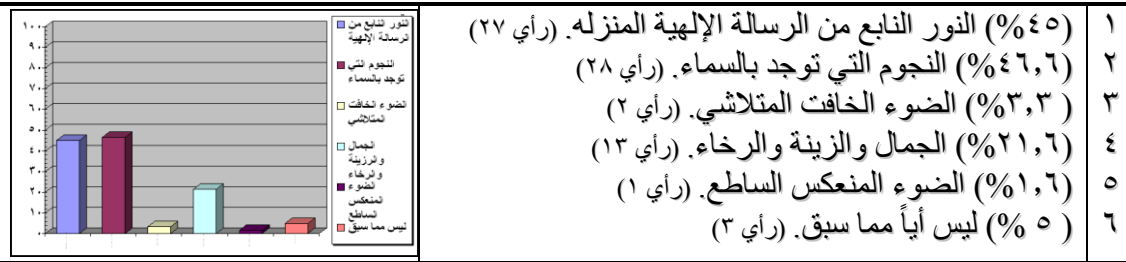 ١ (٤٥%) النور النابع من الرسالة الإلهية المنزله. (رأي ٢٧)
٢ (٤٦,٦%) النجوم التي توجد بالسماء. (رأي ٢٨)
٣ ( ٣,٣%) الضوء الخافت المتلاشي. (رأي ٢)
٤ (٢١,٦%) الجمال والزينة والرخاء. (رأي ١٣)
٥ (١,٦%) الضوء المنعكس الساطع. (رأي ١)
٦ ( ٥ %) ليس أياً مما سبق. (رأي ٣)
النور النابع من
الرسالة الإلهية
النجوم التي
توجد بالسماء
الضوء الخافت
المتلاشي
الجمال
والزينة
والرخاء
الضوء
المنعكس
الساطع
ليس مما سبق
١٠٠
٩٠
٨٠
٧٠
٦٠
٥٠
٤٠
٣٠
٢٠
١٠
٠